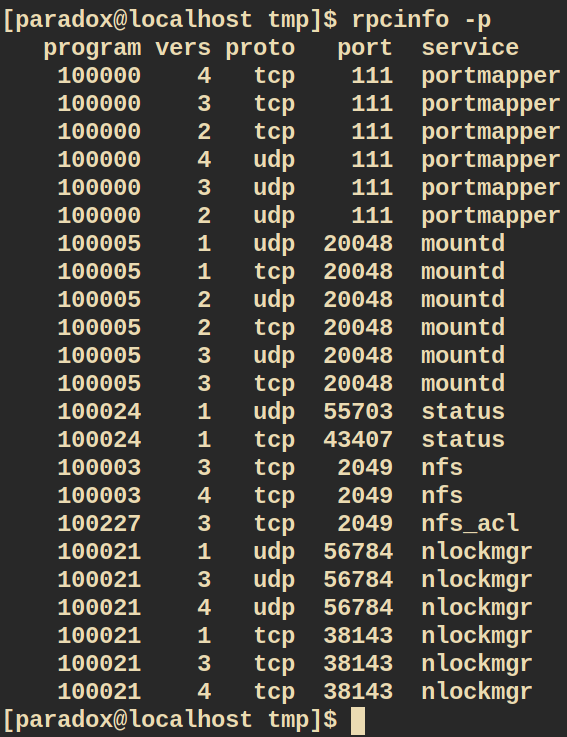 [paradox@localhost tmp]$ rpcinfo -p
   program vers proto   port  service
    100000    4   tcp    111  portmapper
    100000    3   tcp    111  portmapper
    100000    2   tcp    111  portmapper
    100000    4   udp    111  portmapper
    100000    3   udp    111  portmapper
    100000    2   udp    111  portmapper
    100005    1   udp  20048  mountd
    100005    1   tcp  20048  mountd
    100005    2   udp  20048  mountd
    100005    2   tcp  20048  mountd
    100005    3   udp  20048  mountd
    100005    3   tcp  20048  mountd
    100024    1   udp  55703  status
    100024    1   tcp  43407  status
    100003    3   tcp   2049  nfs
    100003    4   tcp   2049  nfs
    100227    3   tcp   2049  nfs_acl
    100021    1   udp  56784  nlockmgr
    100021    3   udp  56784  nlockmgr
    100021    4   udp  56784  nlockmgr
    100021    1   tcp  38143  nlockmgr
    100021    3   tcp  38143  nlockmgr
    100021    4   tcp  38143  nlockmgr
[paradox@localhost tmp]$